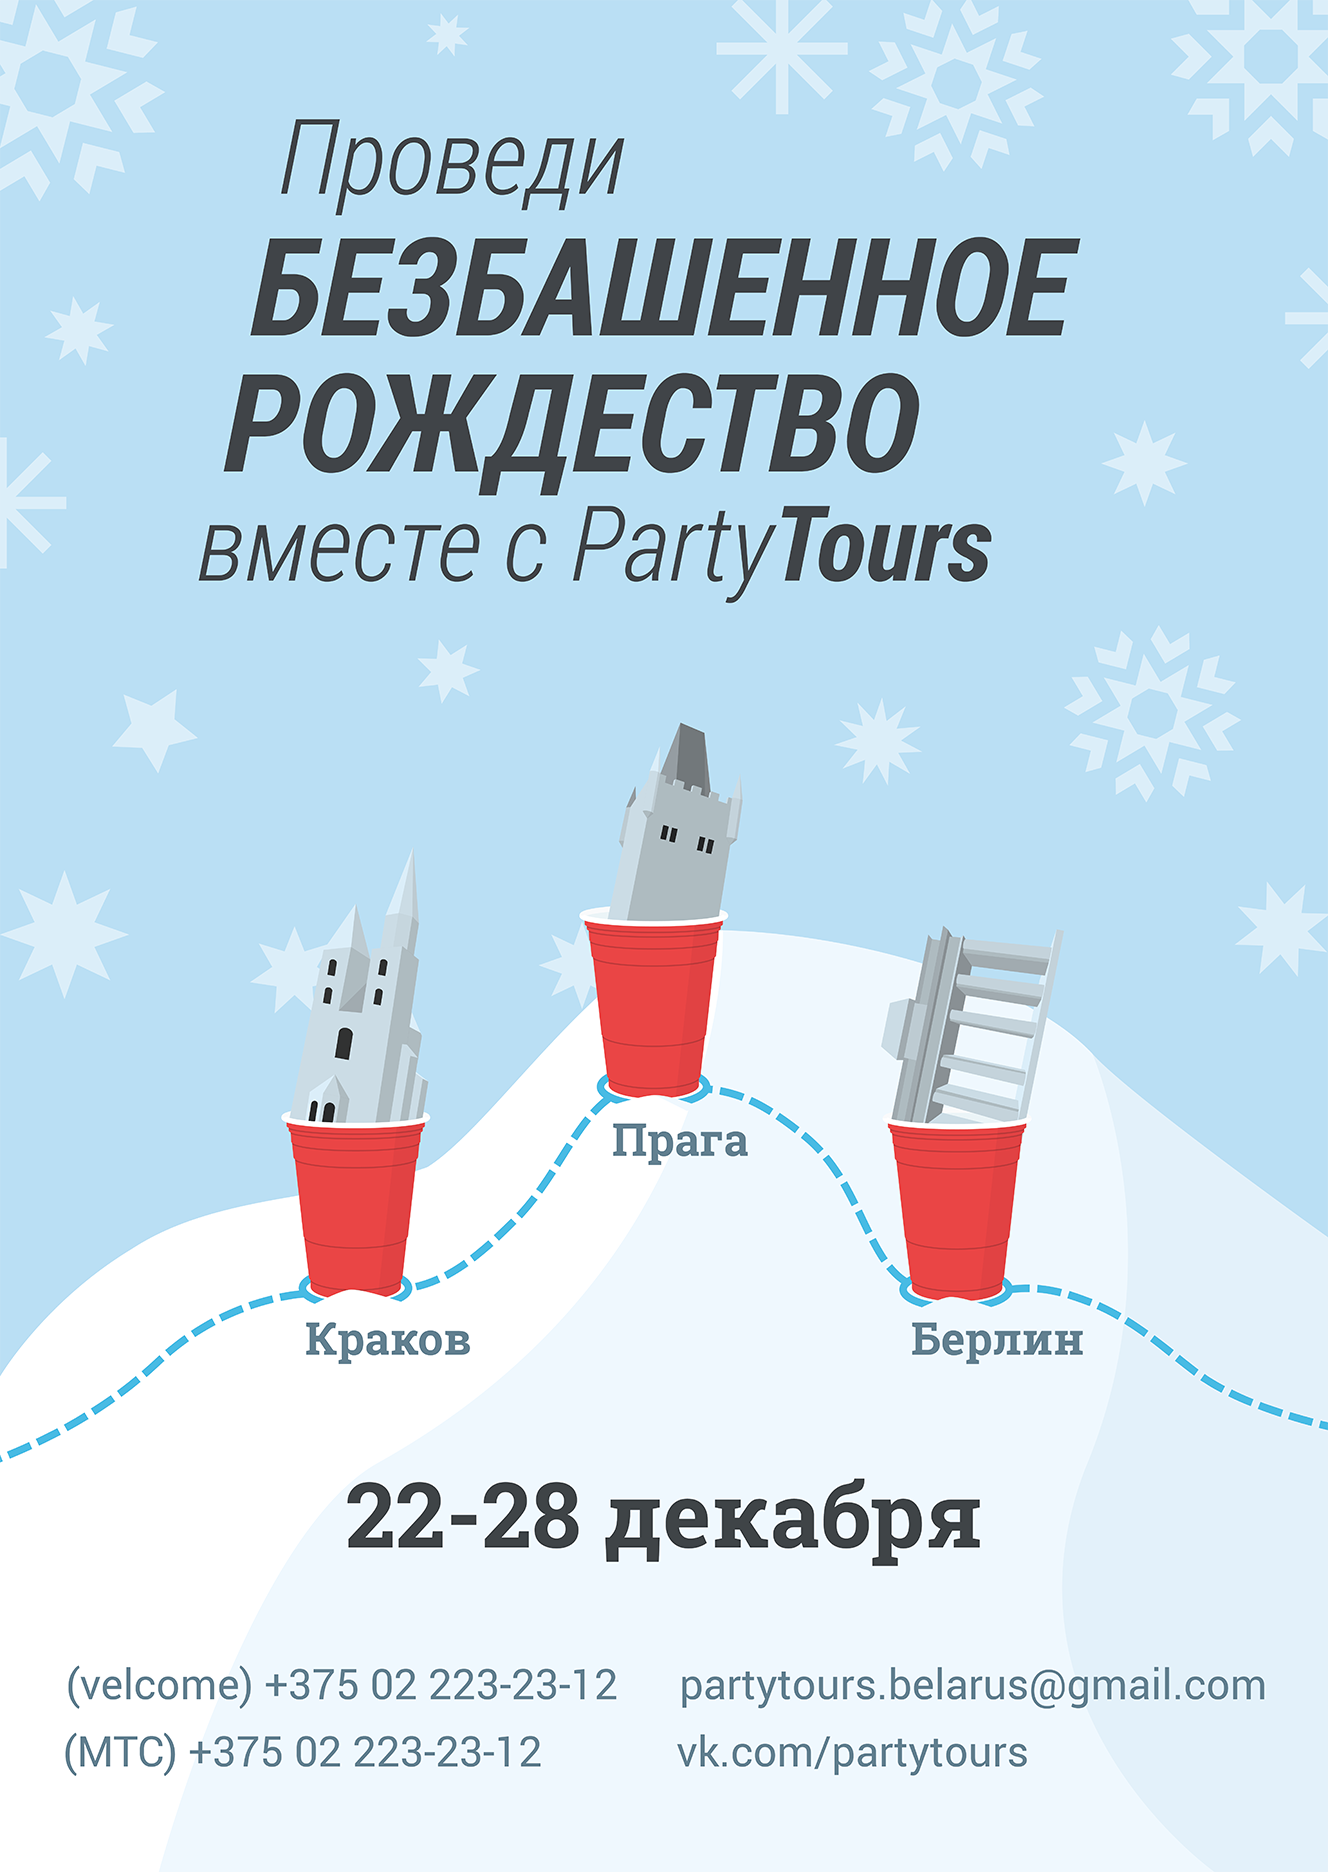 Проведи
БЕЗБАШЕННОЕ
РОЖДЕСТВО
вместе с PartyTours
Прага
Краков
Берлин
22-28 декабря
(velcome) +375 02 223-23-12
(МТС) +375 02 223-23-12
partytours.belarus@gmail.com
vk.com/partytours